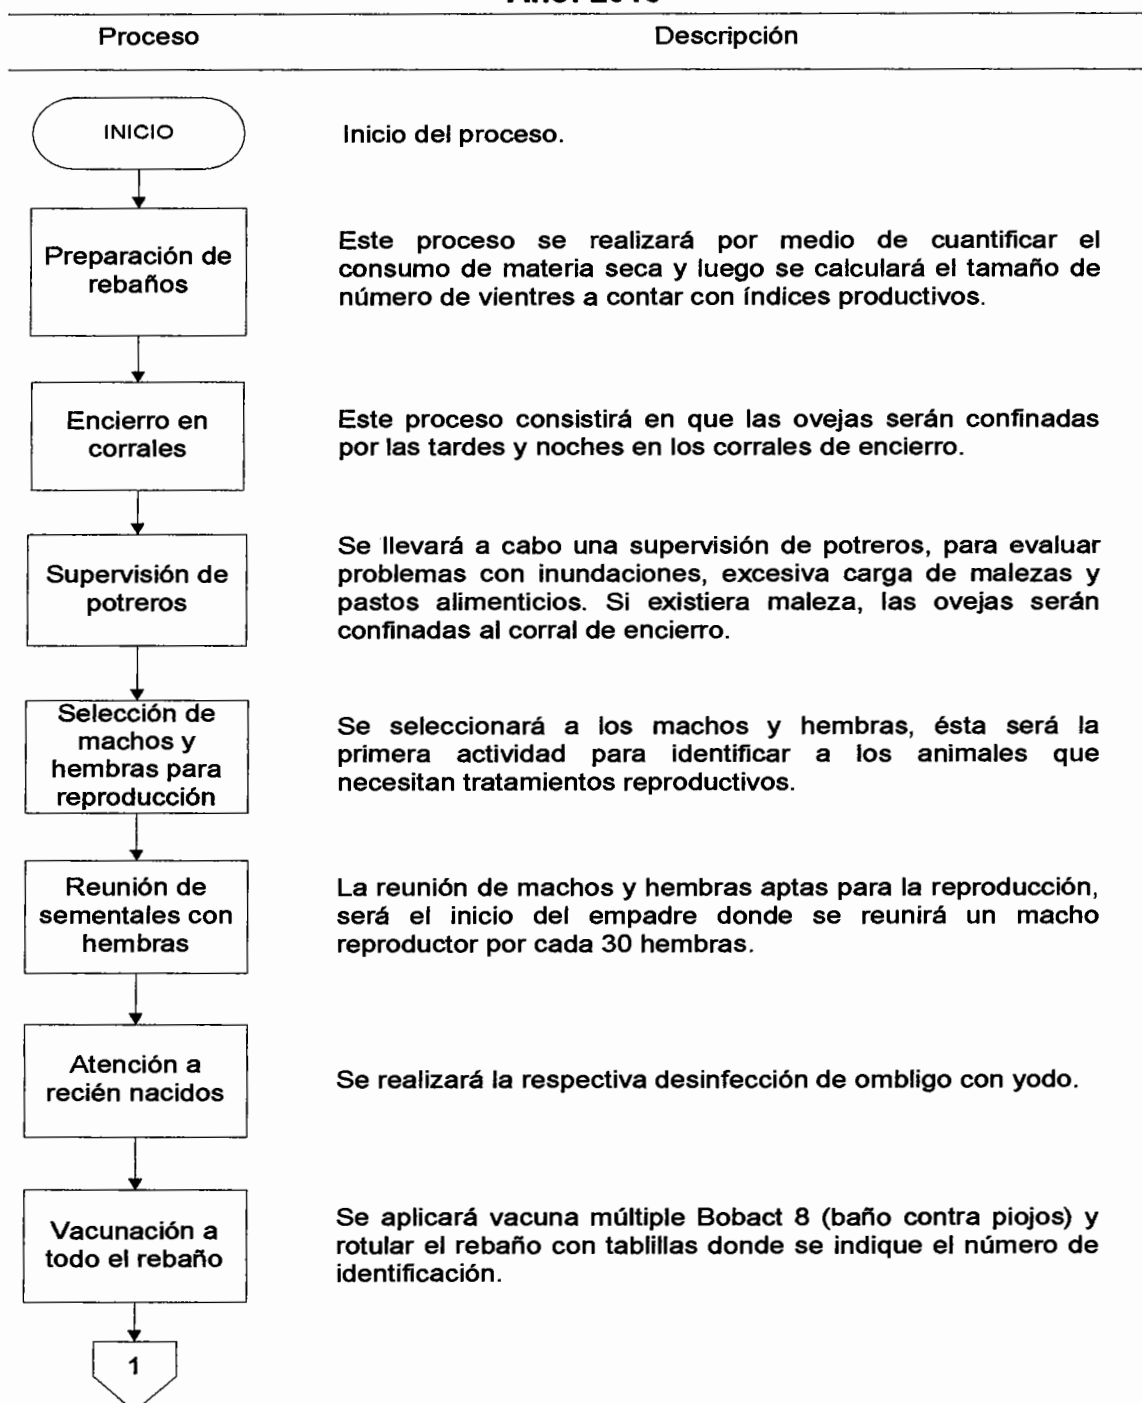 Proceso Descripción
INICIO
Inicio del proceso.
Preparación de
rebaños
Este proceso se realizará por medio de cuantificar el
consumo de materia seca y luego se calculará el tamaño de
número de vientres a contar con índices productivos.
Encierro en
corrales
Este proceso consistirá en que las ovejas serán confinadas
por las tardes y noches en los corrales de encierro.
Supervisión de
potreros
Se llevará a cabo una supervisión de potreros, para evaluar
problemas con inundaciones, excesiva carga de malezas y
pastos alimenticios. Si existiera maleza, las ovejas serán
confinadas al corral de encierro.
Selección de
machos y
hembras para
reproducción
Se seleccionará a los machos y hembras, ésta será la
primera actividad para identificar a los animales que
necesitan tratamientos reproductivos.
Reunión de
sementales con
hembras
La reunión de machos y hembras aptas para la reproducción,
será el inicio del empadre donde se reunirá un macho
reproductor por cada 30 hembras.
Atención a
recién nacidos
Se realizará la respectiva desinfección de ombligo con yodo.
Vacunación a
todo el rebaño
Se aplicará vacuna múltiple Bobact 8 (baño contra piojos) y
rotular el rebaño con tablillas donde se indique el número de
identificación.
1